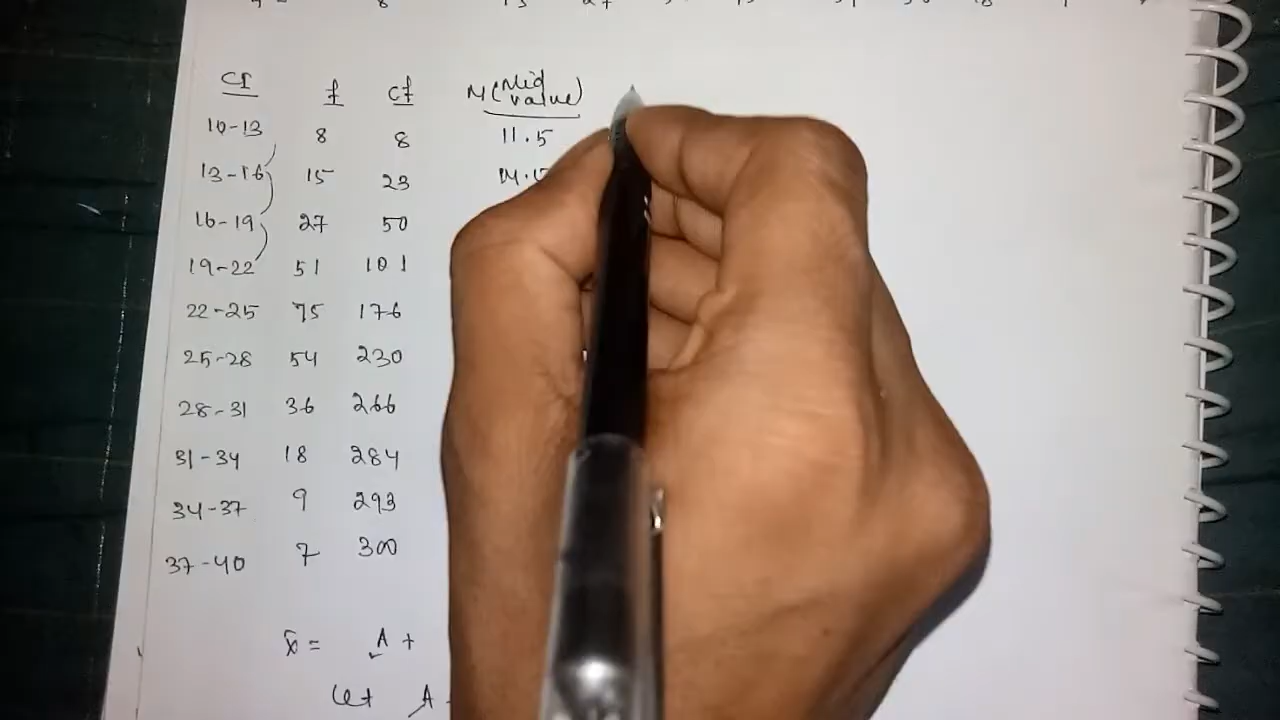 CI f cf M (Mid value)
10-13 8 8 11.5
13-16 15 23
16-19 27 50
19-22 51 101
22-25 75 176
25-28 54 230
28-31 36 266
31-34 18 284
34-37 9 293
37-40 7 300
x̄ = A +
let A